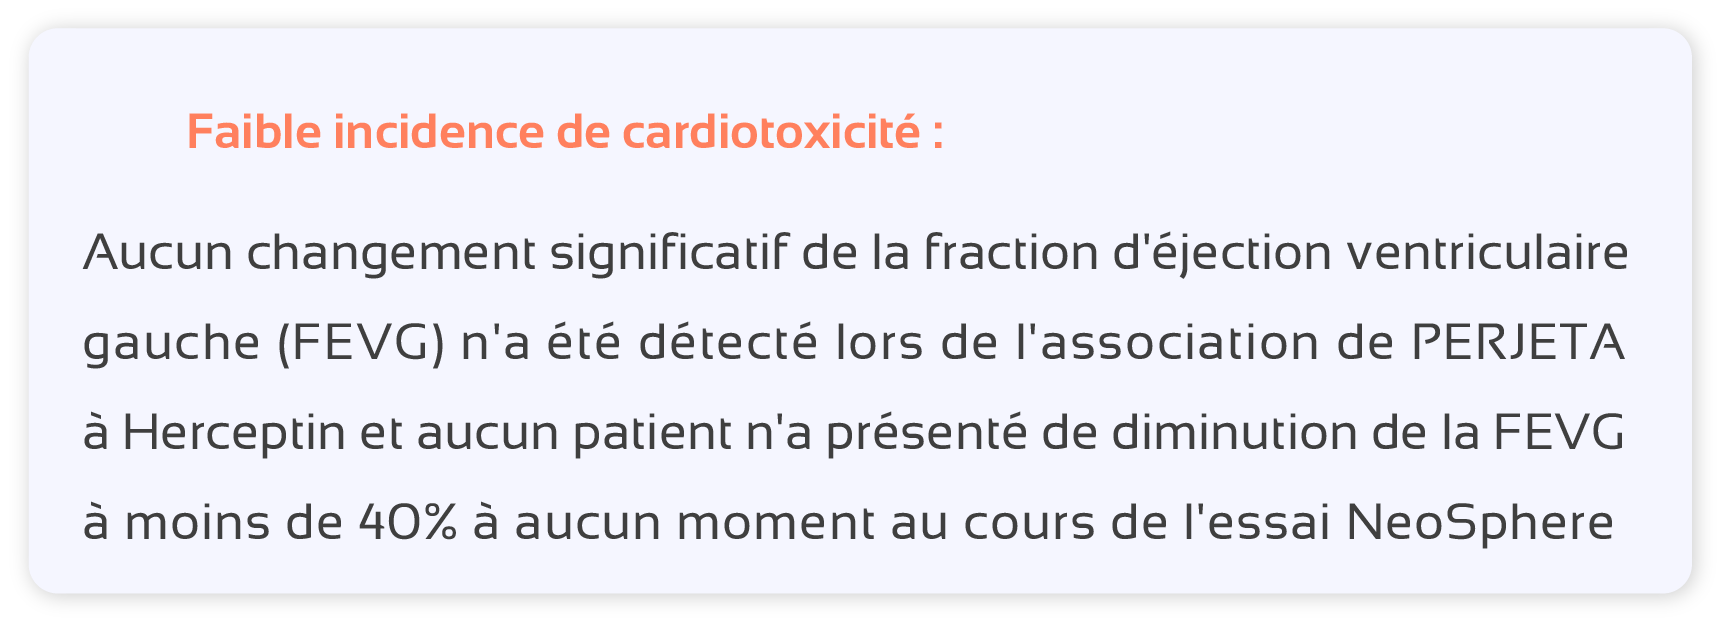 Faible incidence de cardiotoxicité :
Aucun changement significatif de la fraction d'éjection ventriculaire
gauche (FEVG) n'a été détecté lors de l'association de PERJETA
à Herceptin et aucun patient n'a présenté de diminution de la FEVG
à moins de 40% à aucun moment au cours de l'essai NeoSphere